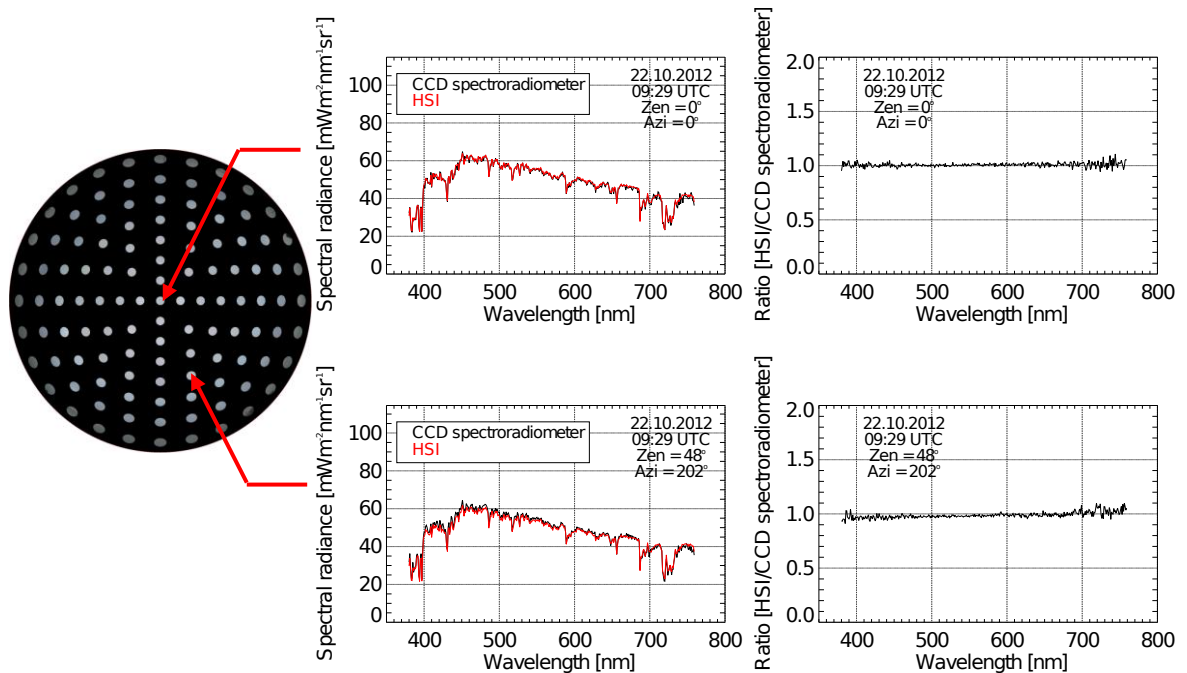 Spectral radiance [mWm⁻²nm⁻¹sr⁻¹]
100
80
60
40
20
0
CCD spectroradiometer
HSI
22.10.2012
09:29 UTC
Zen = 0°
Azi = 0°
400 500 600 700 800
Wavelength [nm]
Ratio [HSI/CCD spectroradiometer]
2.0
1.5
1.0
0.5
0.0
22.10.2012
09:29 UTC
Zen = 0°
Azi = 0°
400 500 600 700 800
Wavelength [nm]
Spectral radiance [mWm⁻²nm⁻¹sr⁻¹]
100
80
60
40
20
0
CCD spectroradiometer
HSI
22.10.2012
09:29 UTC
Zen = 48°
Azi = 202°
400 500 600 700 800
Wavelength [nm]
Ratio [HSI/CCD spectroradiometer]
2.0
1.5
1.0
0.5
0.0
22.10.2012
09:29 UTC
Zen = 48°
Azi = 202°
400 500 600 700 800
Wavelength [nm]